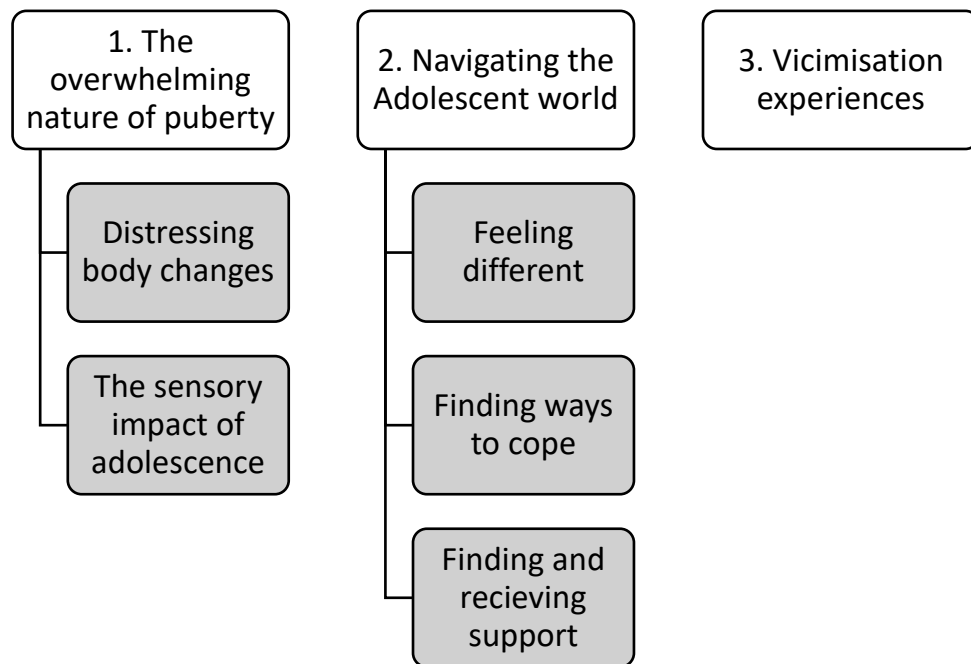 1. The
overwhelming
nature of puberty
Distressing
body changes
The sensory
impact of
adolescence
2. Navigating the
Adolescent world
Feeling
different
Finding ways
to cope
Finding and
recieving
support
3. Vicimisation
experiences